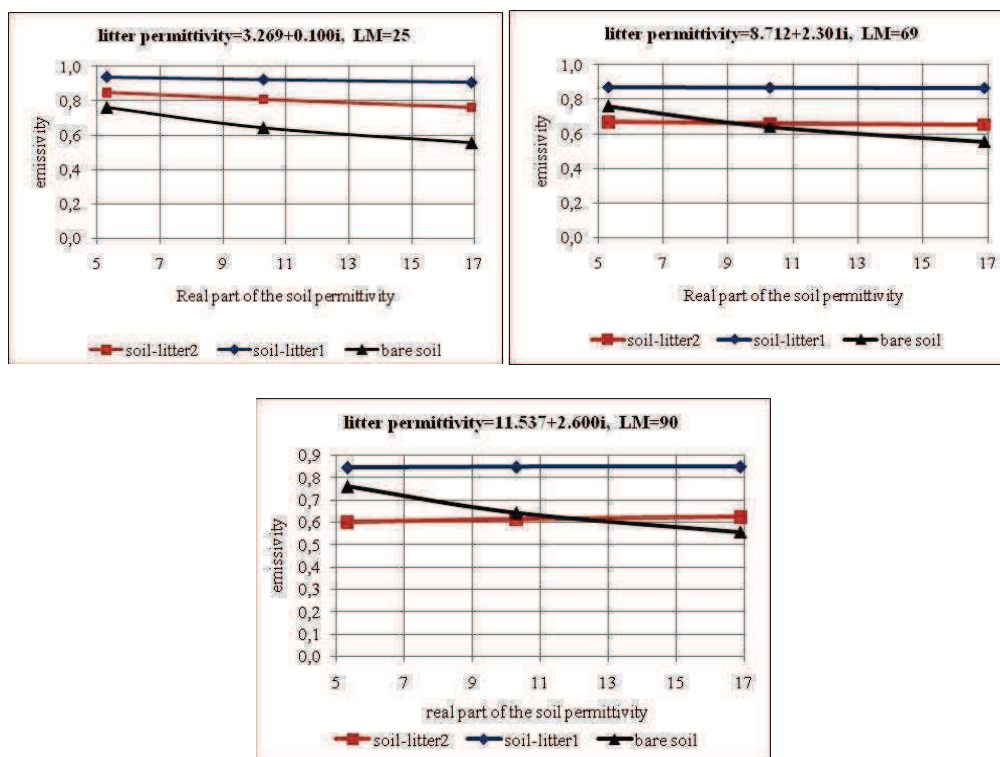 litter permittivity=3.269+0.100i, LM=25
1,0
0,8
0,6
0,4
0,2
0,0
emissivity
5 7 9 11 13 15 17
Real part of the soil permittivity
soil-litter2 soil-litter1 bare soil
litter permittivity=8.712+2.301i, LM=69
1,0
0,8
0,6
0,4
0,2
0,0
emissivity
5 7 9 11 13 15 17
Real part of the soil permittivity
soil-litter2 soil-litter1 bare soil
litter permittivity=11.537+2.600i, LM=90
0,9
0,8
0,7
0,6
0,5
0,4
0,3
0,2
0,1
0,0
emissivity
5 7 9 11 13 15 17
real part of the soil permittivity
soil-litter2 soil-litter1 bare soil